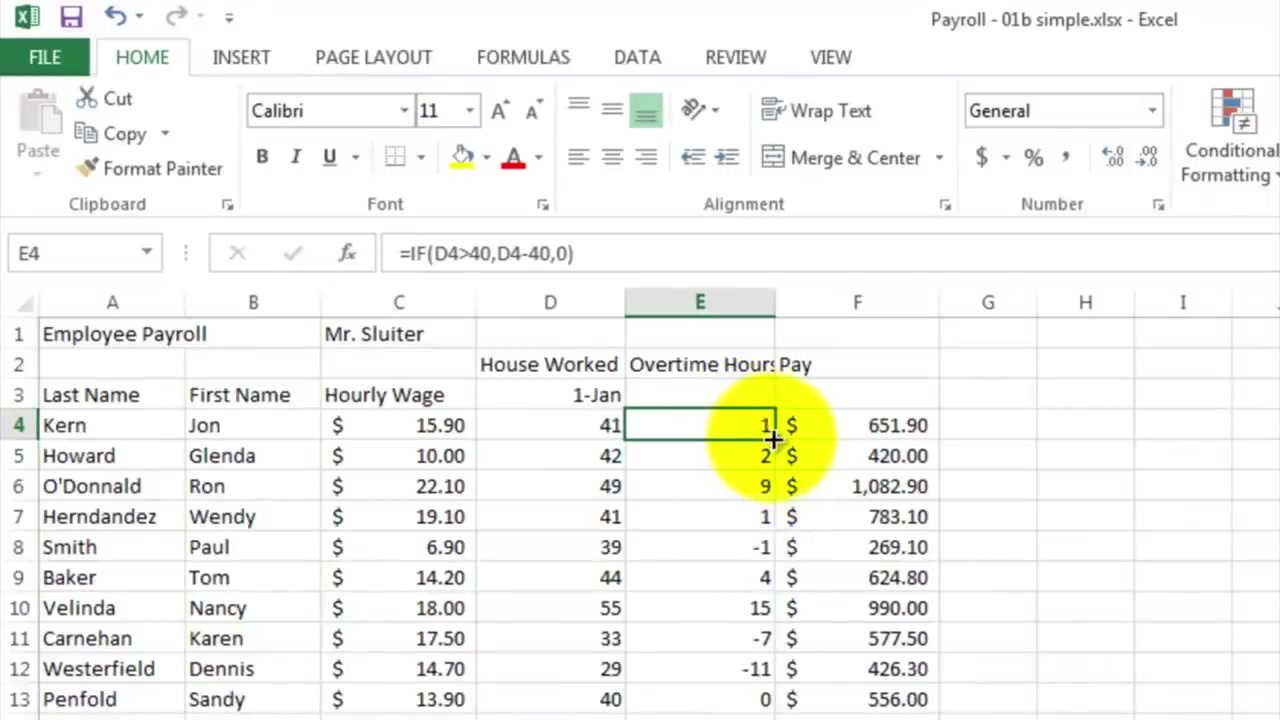 Payroll - 01b simple.xlsx - Excel
FILE HOME INSERT PAGE LAYOUT FORMULAS DATA REVIEW VIEW
Paste
Cut
Copy
Format Painter
Clipboard
Calibri 11
B I U A
Font
Wrap Text
Merge & Center
Alignment
General
$ %
Number
Conditional
Formatting
E4 fx =IF(D4>40,D4-40,0)
A B C D E F G H I
1 Employee Payroll Mr. Sluiter
2 House Worked Overtime Hours Pay
3 Last Name First Name Hourly Wage 1-Jan
4 Kern Jon $ 15.90 41 1 $ 651.90
5 Howard Glenda $ 10.00 42 2 $ 420.00
6 O'Donnald Ron $ 22.10 49 9 $ 1,082.90
7 Herndandez Wendy $ 19.10 41 1 $ 783.10
8 Smith Paul $ 6.90 39 -1 $ 269.10
9 Baker Tom $ 14.20 44 4 $ 624.80
10 Velinda Nancy $ 18.00 55 15 $ 990.00
11 Carnehan Karen $ 17.50 33 -7 $ 577.50
12 Westerfield Dennis $ 14.70 29 -11 $ 426.30
13 Penfold Sandy $ 13.90 40 0 $ 556.00